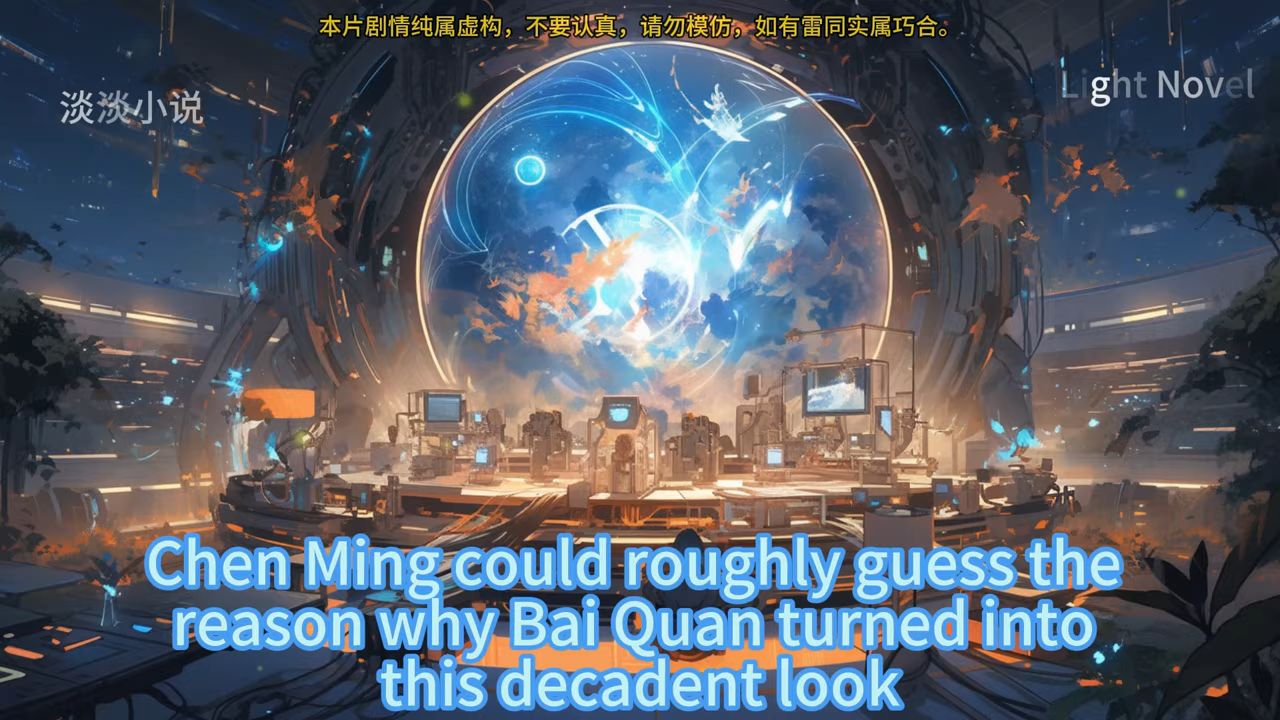 本片剧情纯属虚构，不要认真，请勿模仿，如有雷同实属巧合。
淡淡小说
Light Novel
Chen Ming could roughly guess the
reason why Bai Quan turned into
this decadent look